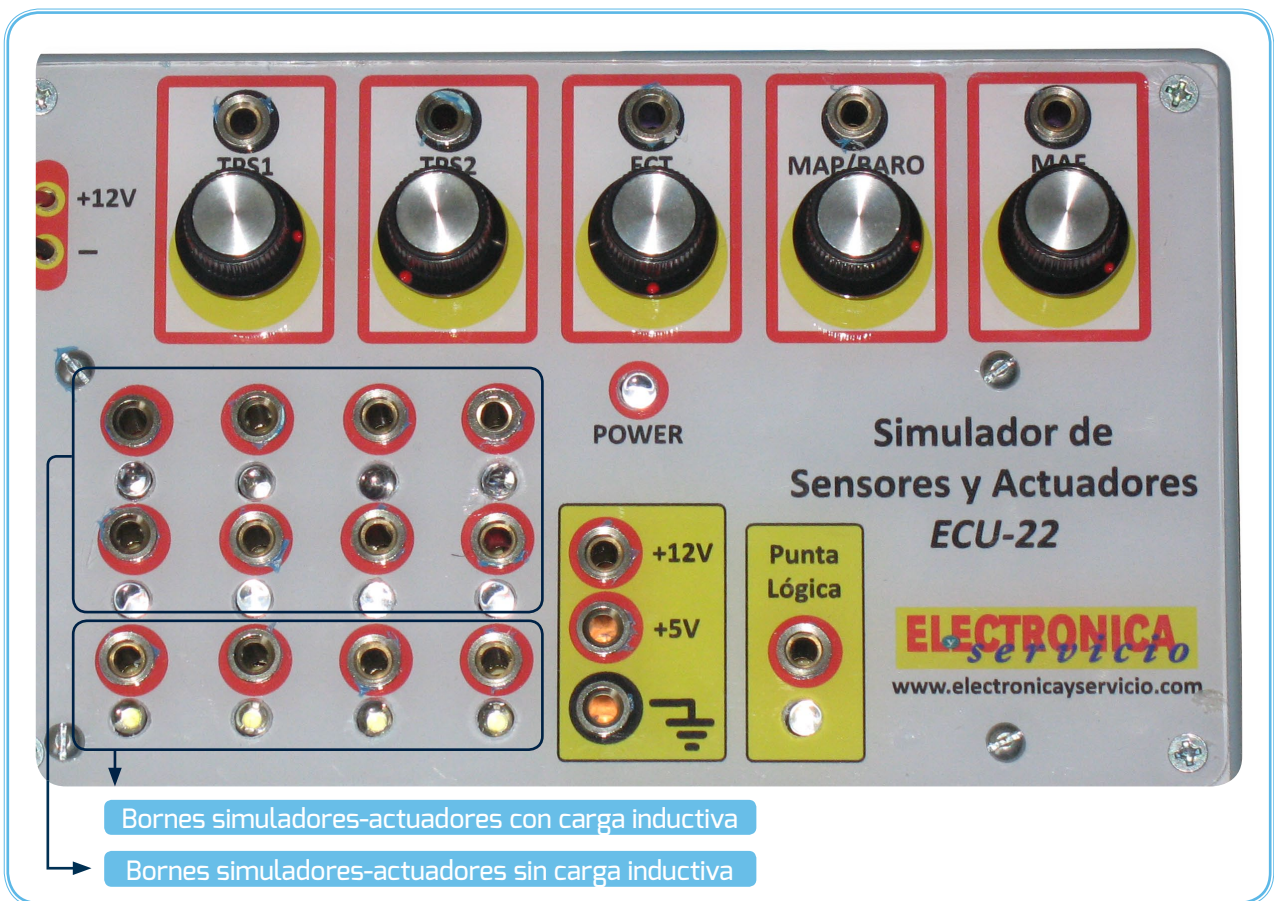 TPS1
TPS2
ECT
MAP/BARO
MAF
+12V
–
POWER
Simulador de
Sensores y Actuadores
ECU-22
+12V
+5V
Punta
Lógica
ELECTRONICA
y servicio
www.electronicayservicio.com
Bornes simuladores-actuadores con carga inductiva
Bornes simuladores-actuadores sin carga inductiva